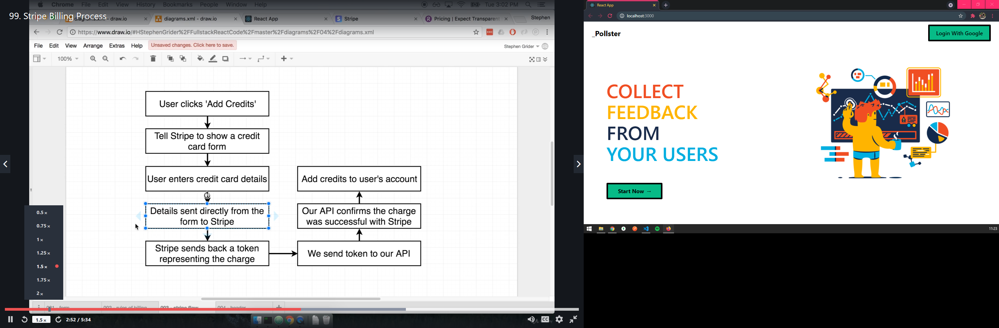 Chrome File Edit View History Bookmarks People Window Help
Tue 3:02 PM
99. Stripe Billing Process
diagrams.xml - draw.io
diagrams.xml - draw.io
React App
Stripe
Pricing | Expect Transparent
Stephen
https://www.draw.io/#HStephenGrider%2FFullstackReactCode%2Fmaster%2Fdiagrams%2F04%2Fdiagrams.xml
File Edit View Arrange Extras Help
Unsaved changes. Click here to save.
Stephen Grider
100%
User clicks 'Add Credits'
Tell Stripe to show a credit
card form
User enters credit card details
Details sent directly from the
form to Stripe
Stripe sends back a token
representing the charge
We send token to our API
Our API confirms the charge
was successful with Stripe
Add credits to user's account
0.5 x
0.75 x
1 x
1.25 x
1.5 x
1.75 x
2 x
001 - form
002 - rules of billing
003 - stripe flow
004 - header
1.5 x
2:52 / 5:34
CC
React App
localhost:3000
_Pollster
Login With Google
COLLECT
FEEDBACK
FROM
YOUR USERS
Start Now →
11:23